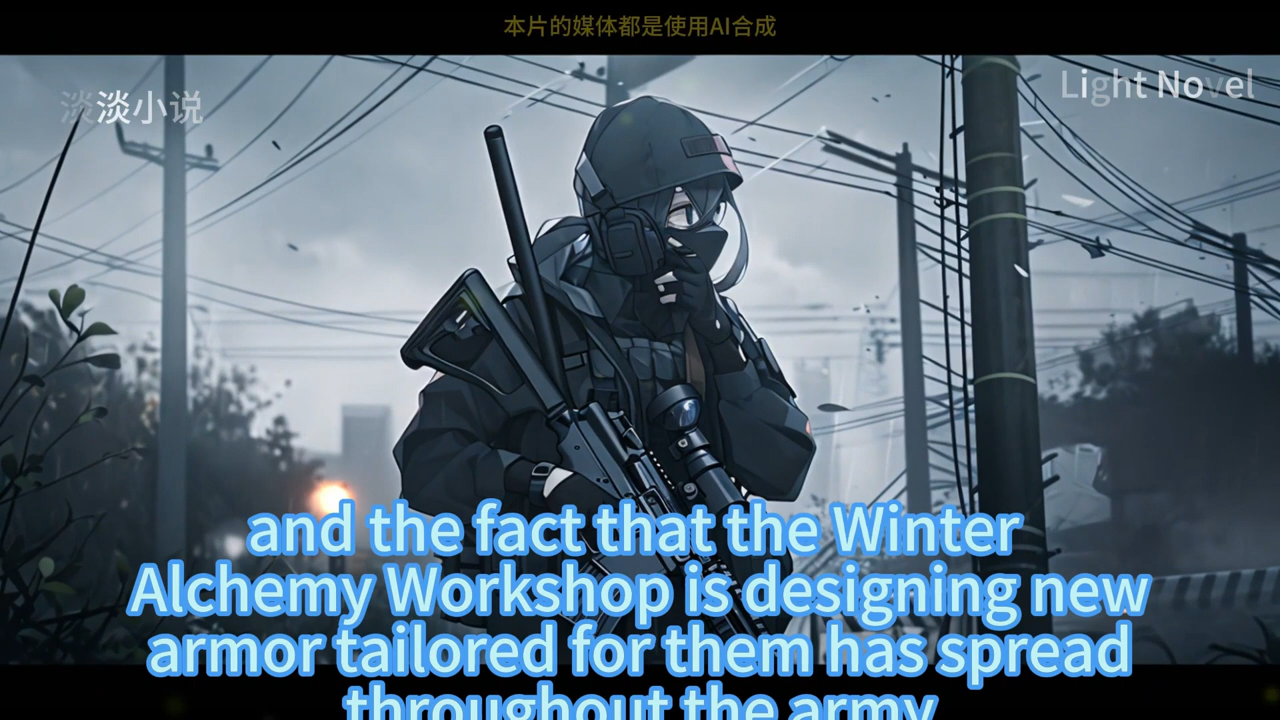 本片的媒体都是使用AI合成
淡淡小说
Light Novel
and the fact that the Winter
Alchemy Workshop is designing new
armor tailored for them has spread
throughout the army